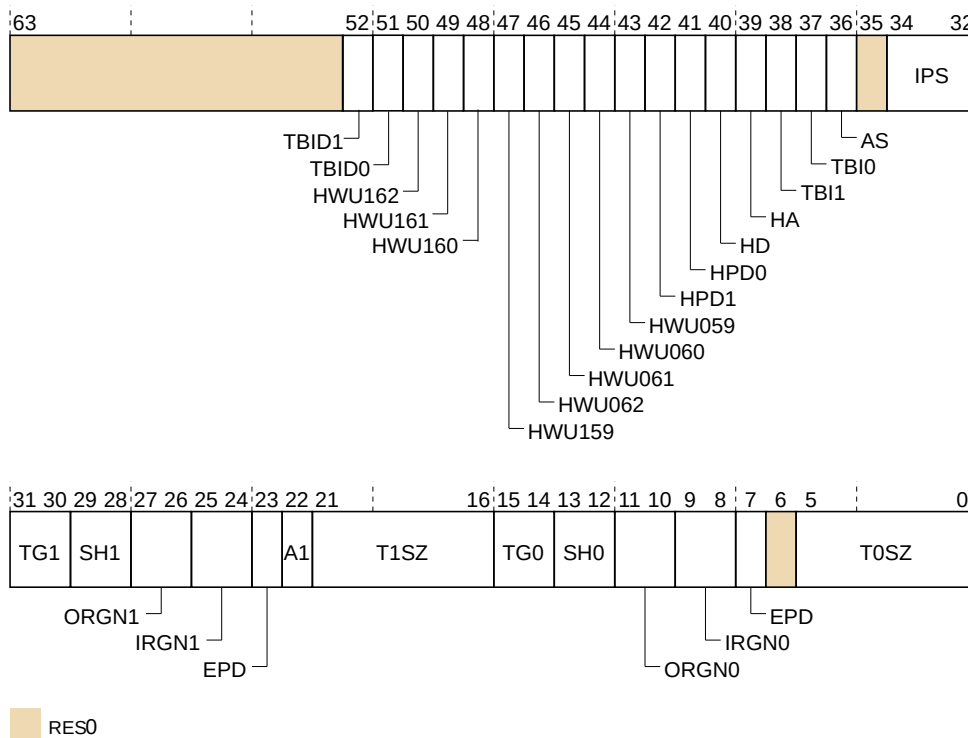 63 52 51 50 49 48 47 46 45 44 43 42 41 40 39 38 37 36 35 34 32
IPS
TBID1
AS
TBID0
TBI0
HWU162
TBI1
HWU161
HA
HWU160
HD
HPD0
HPD1
HWU059
HWU060
HWU061
HWU062
HWU159
31 30 29 28 27 26 25 24 23 22 21 16 15 14 13 12 11 10 9 8 7 6 5 0
TG1 SH1 A1 T1SZ TG0 SH0 T0SZ
ORGN1
EPD
IRGN1
IRGN0
EPD
ORGN0
RES0